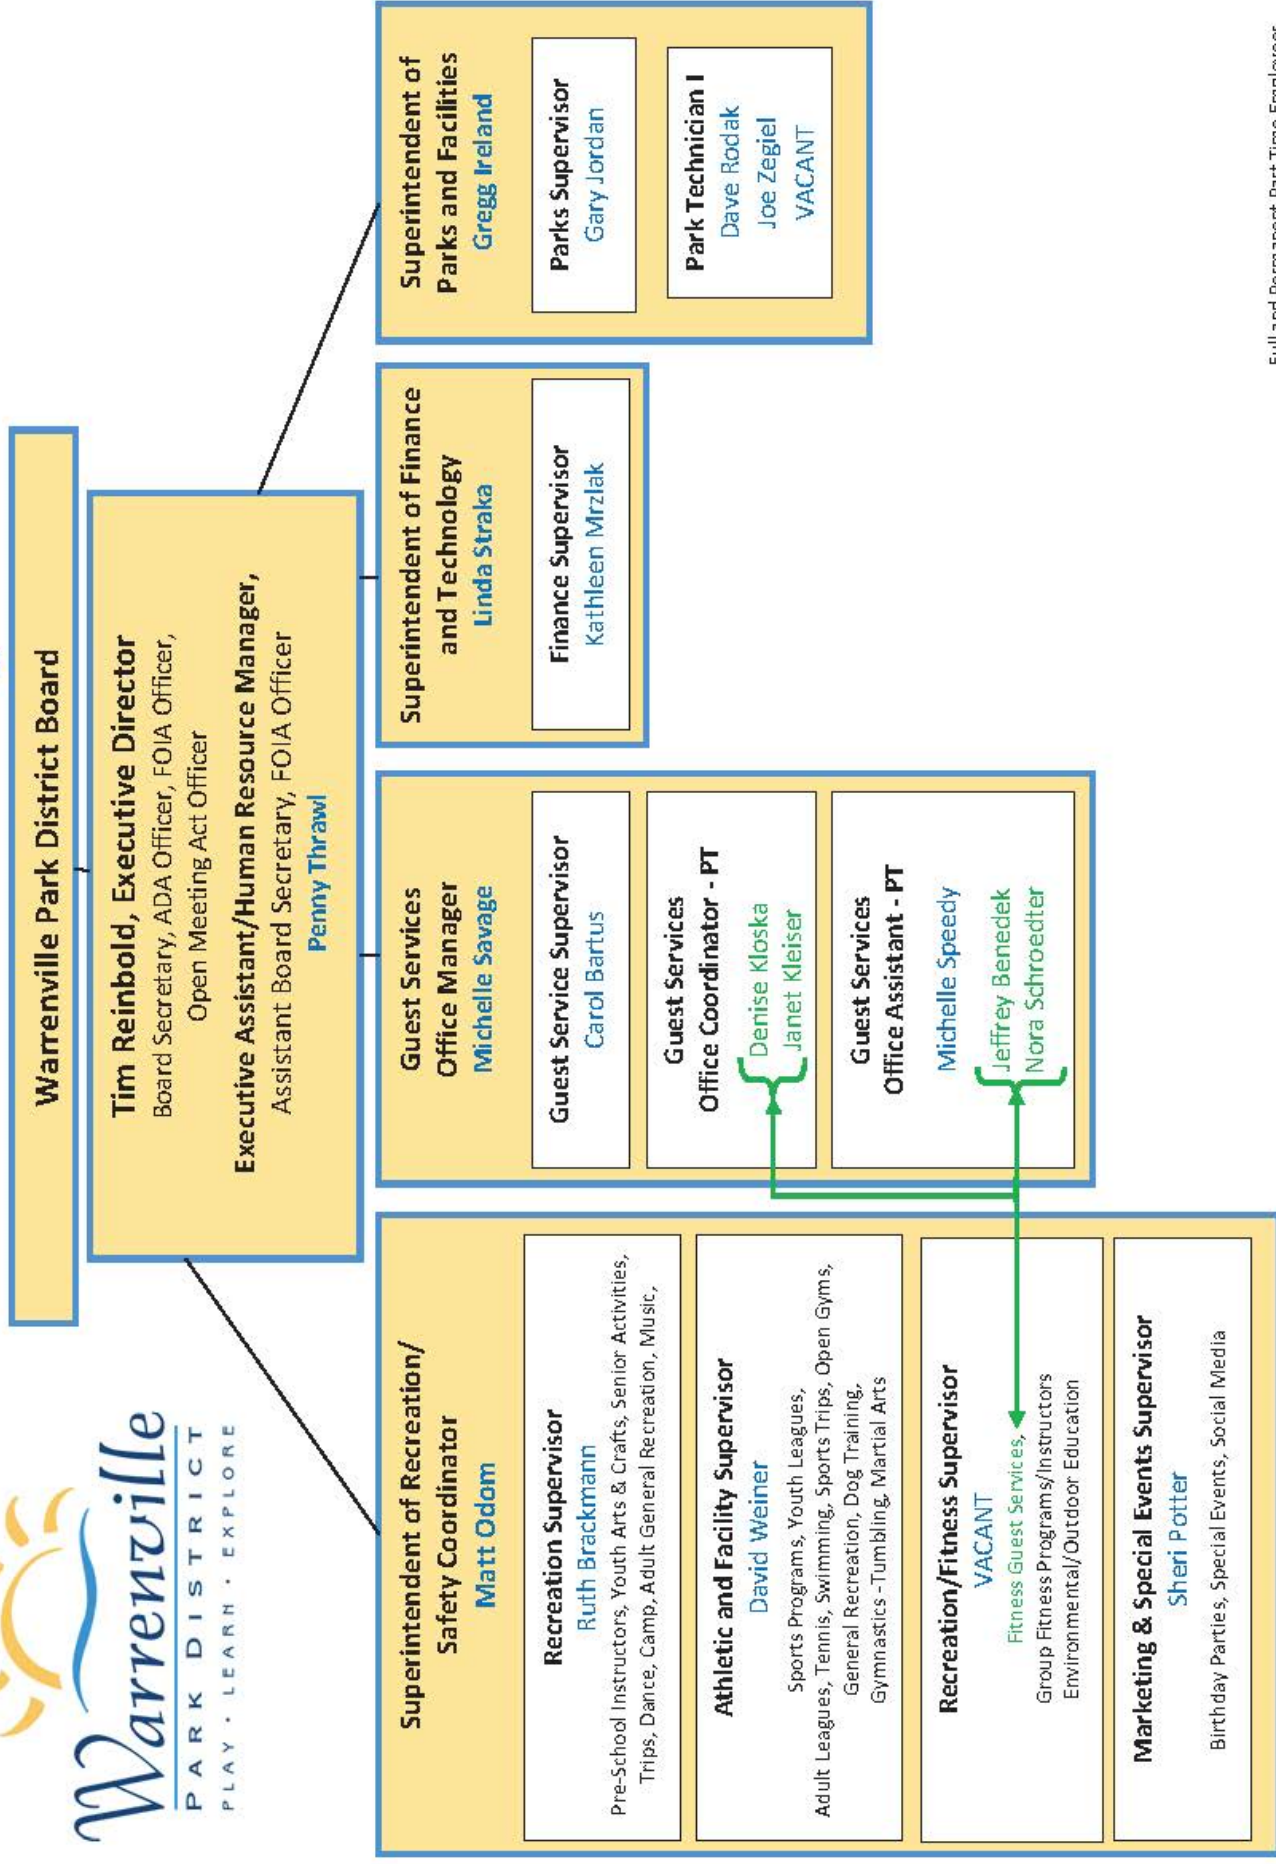 Warrenville
PARK DISTRICT
PLAY · LEARN · EXPLORE
Warrenville Park District Board
Tim Reinbold, Executive Director
Board Secretary, ADA Officer, FOIA Officer,
Open Meeting Act Officer
Executive Assistant/Human Resource Manager,
Assistant Board Secretary, FOIA Officer
Penny Thrawl
Superintendent of Recreation/
Safety Coordinator
Matt Odom
Recreation Supervisor
Ruth Brackmann
Pre-School Instructors, Youth Arts & Crafts, Senior Activities,
Trips, Dance, Camp, Adult General Recreation, Music,
Athletic and Facility Supervisor
David Weiner
Sports Programs, Youth Leagues,
Adult Leagues, Tennis, Swimming, Sports Trips, Open Gyms,
General Recreation, Dog Training,
Gymnastics -Tumbling, Martial Arts
Recreation/Fitness Supervisor
VACANT
Fitness Guest Services,
Group Fitness Programs/Instructors
Environmental/Outdoor Education
Marketing & Special Events Supervisor
Sheri Potter
Birthday Parties, Special Events, Social Media
Guest Services
Office Manager
Michelle Savage
Guest Service Supervisor
Carol Bartus
Guest Services
Office Coordinator - PT
Denise Kloska
Janet Kleiser
Guest Services
Office Assistant - PT
Michelle Speedy
Jeffrey Benedek
Nora Schroedter
Superintendent of Finance
and Technology
Linda Straka
Finance Supervisor
Kathleen Mrzlak
Superintendent of
Parks and Facilities
Gregg Ireland
Parks Supervisor
Gary Jordan
Park Technician I
Dave Rodak
Joe Zegiel
VACANT
Full and Permanent Part Time Employees